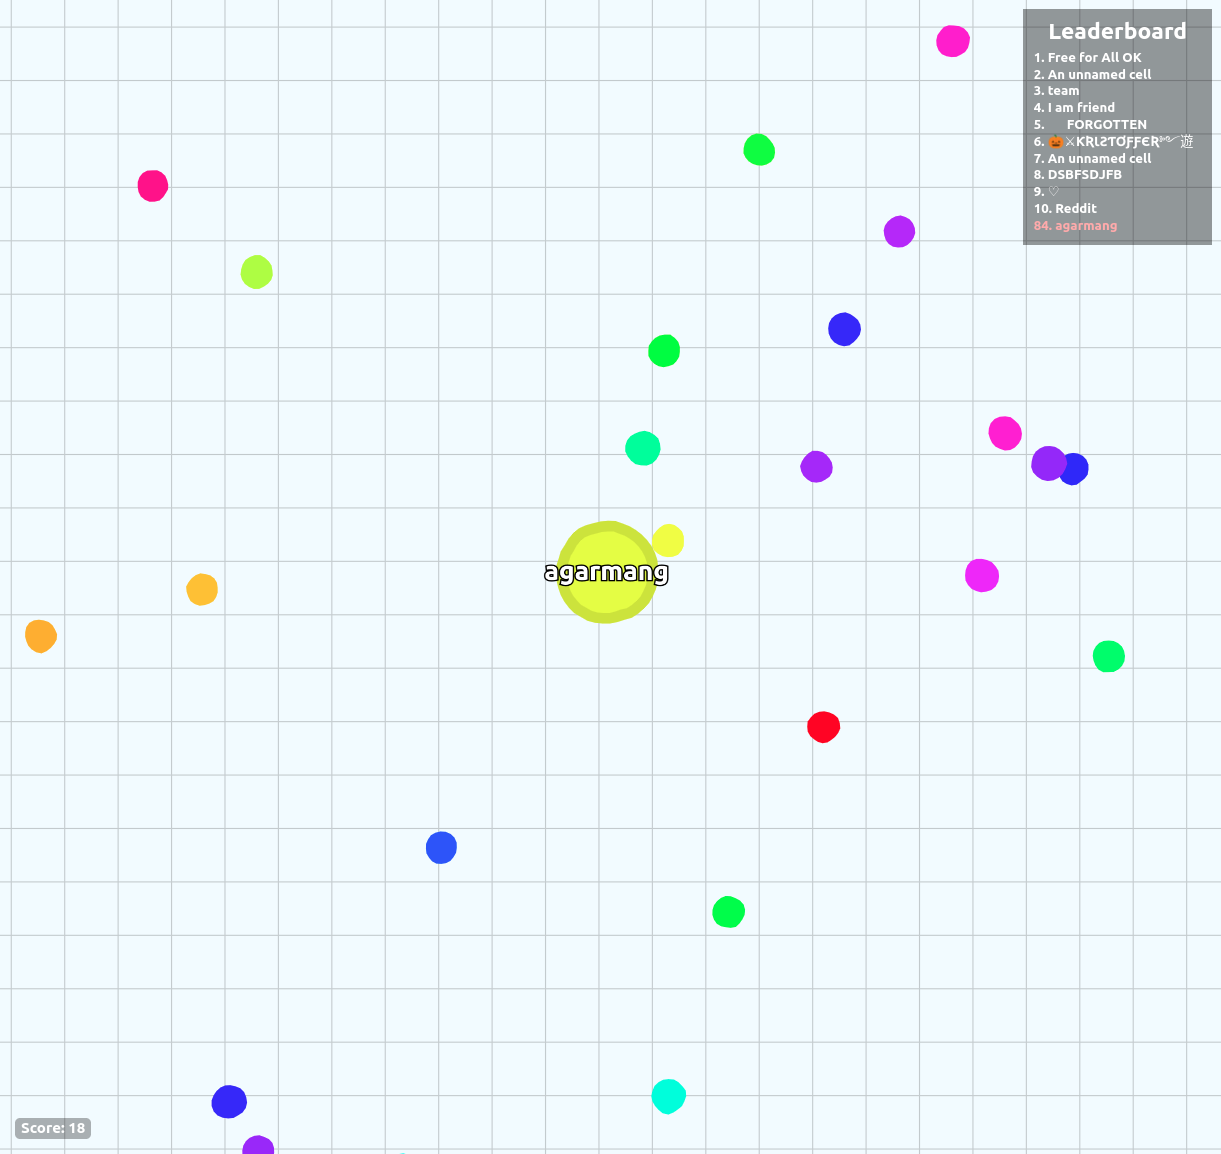 Leaderboard
1. Free for All OK
2. An unnamed cell
3. team
4. I am friend
5. FORGOTTEN
6. 🎃⚔
7. An unnamed cell
8. DSBFSDJFB
9. ♡
10. Reddit
84. agarmang
agarmang
Score: 18